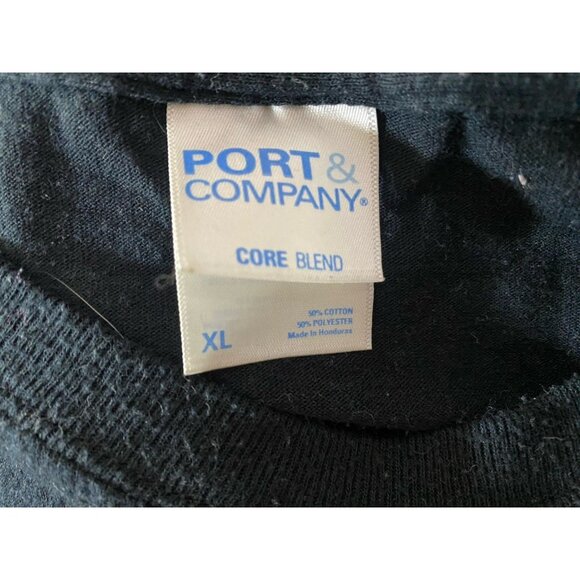 PORT &
COMPANY®
CORE BLEND
50% COTTON
50% POLYESTER
Made in Honduras
XL